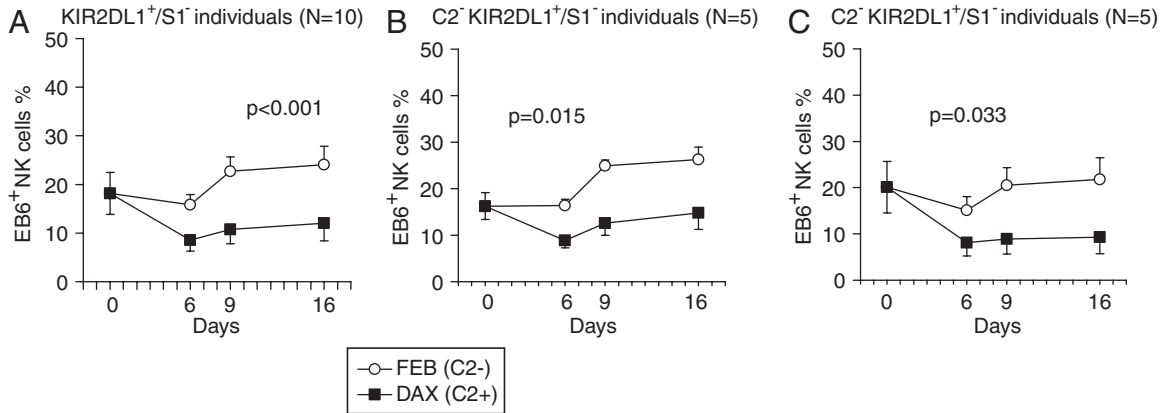 A KIR2DL1+/S1- individuals (N=10)
50
40
30
20
10
0
EB6+ NK cells %
p<0.001
0 6 9 16
Days
B C2- KIR2DL1+/S1- individuals (N=5)
50
40
30
20
10
0
EB6+ NK cells %
p=0.015
0 6 9 16
Days
C C2- KIR2DL1+/S1- individuals (N=5)
50
40
30
20
10
0
EB6+ NK cells %
p=0.033
0 6 9 16
Days
FEB (C2-)
DAX (C2+)